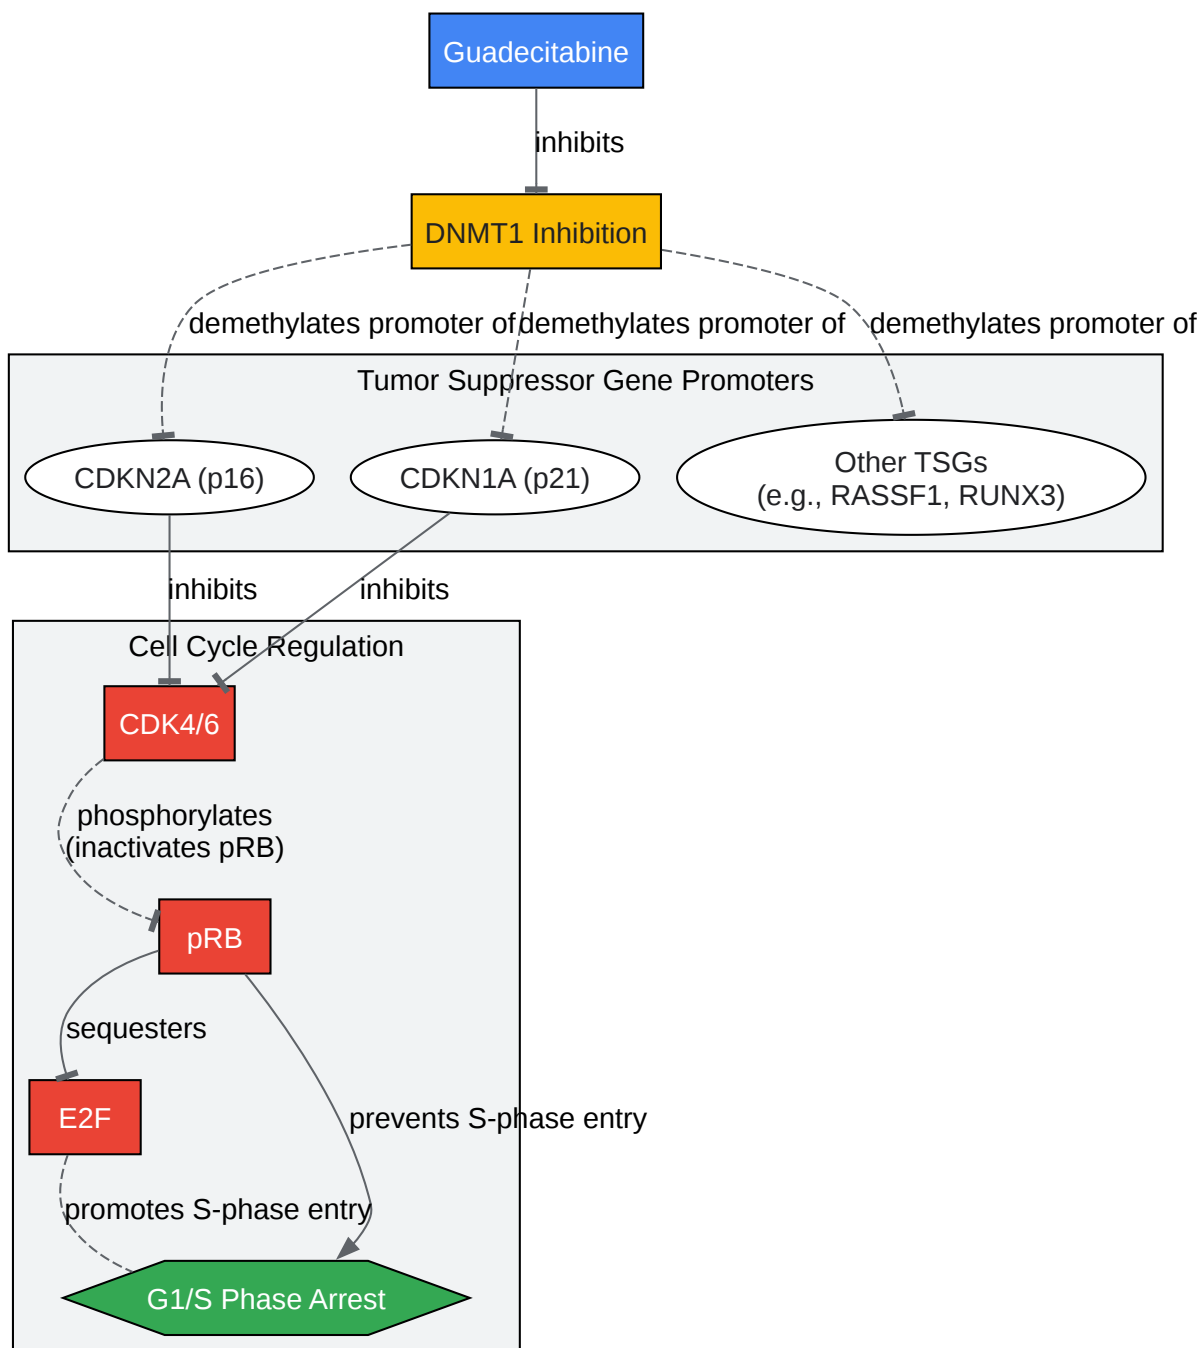 Guadecitabine
inhibits
DNMT1 Inhibition
demethylates promoter of
demethylates promoter of
demethylates promoter of
Tumor Suppressor Gene Promoters
CDKN2A (p16)
CDKN1A (p21)
Other TSGs
(e.g., RASSF1, RUNX3)
inhibits
inhibits
Cell Cycle Regulation
CDK4/6
phosphorylates
(inactivates pRB)
pRB
sequesters
E2F
prevents S-phase entry
promotes S-phase entry
G1/S Phase Arrest